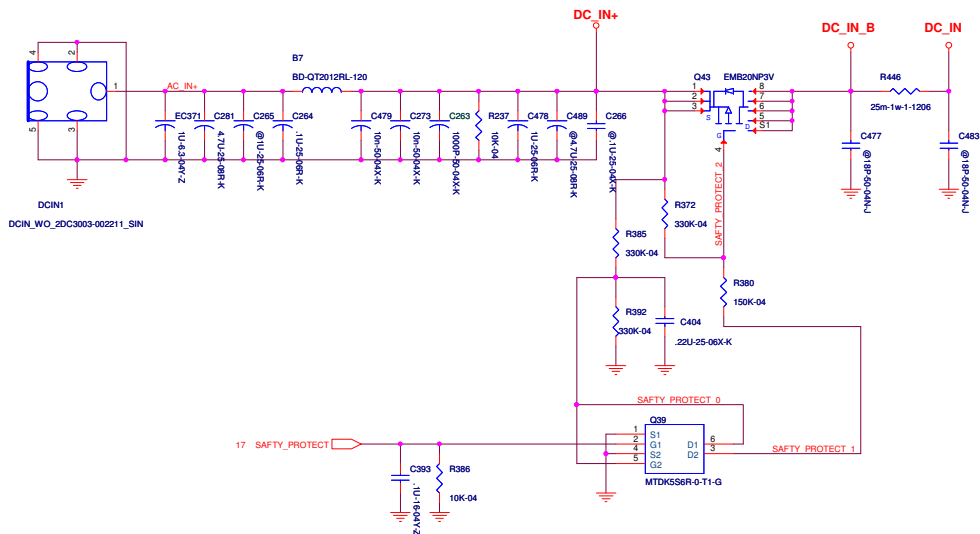 DC_IN+
DC_IN_B
DC_IN
4
2
1
5
3
DCIN1
DCIN_WO_2DC3003-002211_SIN
AC_IN+
B7
BD-QT2012RL-120
EC371
.1U-6.3-04Y-Z
C281
4.7U-25-08R-K
C265
@1U-25-06R-K
C264
.1U-25-06R-K
C479
10n-50-04X-K
C273
10n-50-04X-K
C263
1000P-50-04X-K
R237
10K-04
C478
1U-25-06R-K
C489
@4.7U-25-08R-K
C266
@.1U-25-04X-K
Q43
EMB20NP3V
1
2
3
S
8
7
6
5
S1
D
G
4
R446
25m-1w-1-1206
C477
@18P-50-04N-J
C483
@18P-50-04N-J
SAFTY_PROTECT_2
R372
330K-04
R385
330K-04
R380
150K-04
R392
330K-04
C404
.22U-25-06X-K
SAFTY_PROTECT_0
Q39
1
2
4
5
S1
G1
S2
G2
D1
D2
6
3
SAFTY_PROTECT_1
MTDK5S6R-0-T1-G
17 SAFTY_PROTECT
C393
.1U-16-04Y-Z
R386
10K-04